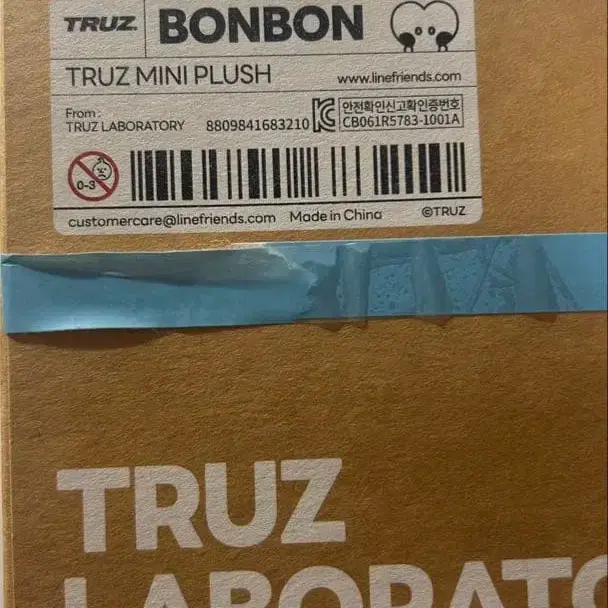 TRUZ. BONBON
TRUZ MINI PLUSH www.linefriends.com
From :
TRUZ LABORATORY 8809841683210 안전확인신고확인증번호
CB061R5783-1001A
0-3
customercare@linefriends.com Made in China ©TRUZ
TRUZ
LABORATO